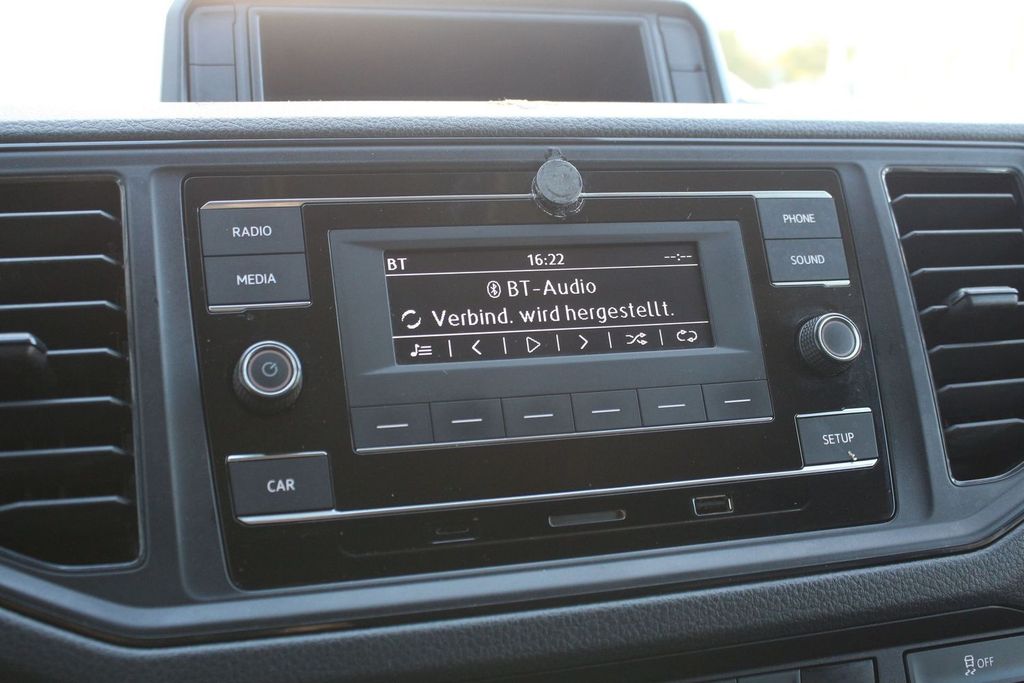 RADIO
MEDIA
BT 16:22 --:--
BT-Audio
Verbind. wird hergestellt.
PHONE
SOUND
CAR
SETUP
OFF